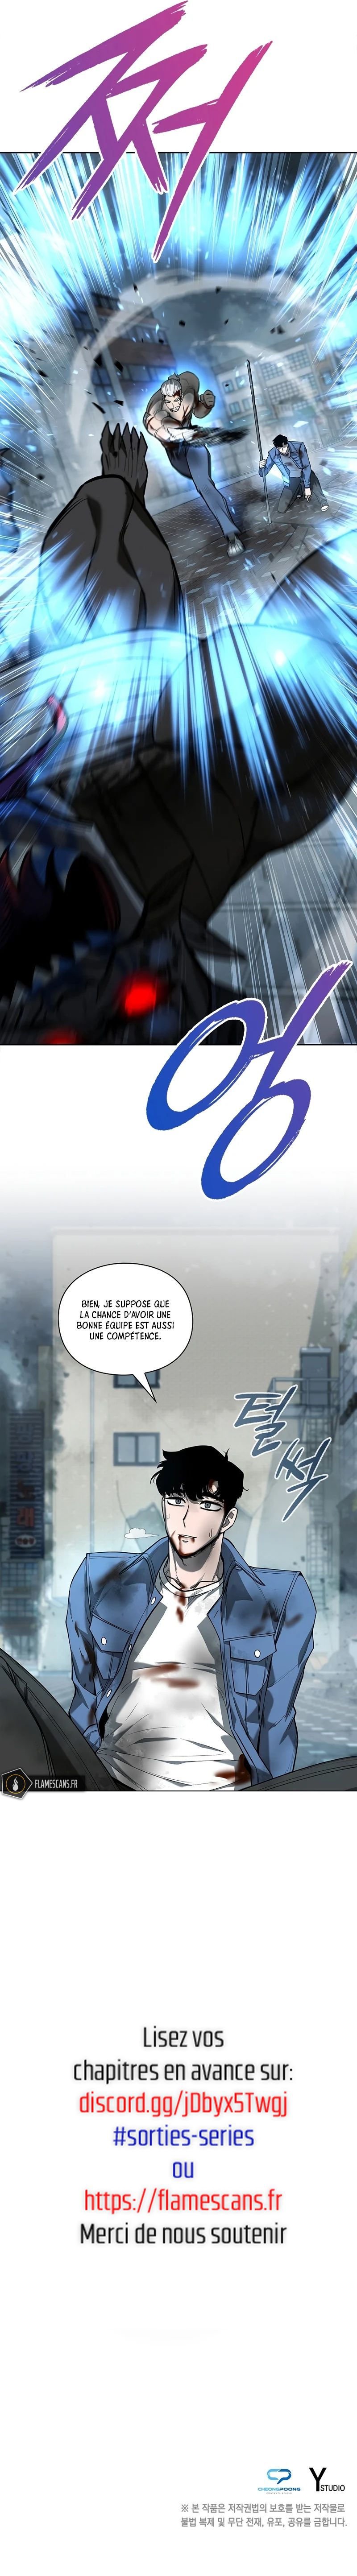 쩌
엉
BIEN, JE SUPPOSE QUE
LA CHANCE D'AVOIR UNE
BONNE ÉQUIPE EST AUSSI
UNE COMPÉTENCE.
털
썩
FLAMESCANS.FR
Lisez vos
chapitres en avance sur:
discord.gg/jDbyx5Twgj
#sorties-series
ou
https://flamescans.fr
Merci de nous soutenir
CHEONGPOONG
Y STUDIO
※ 본 작품은 저작권법의 보호를 받는 저작물로
불법 복제 및 무단 전재, 유포, 공유를 금합니다.